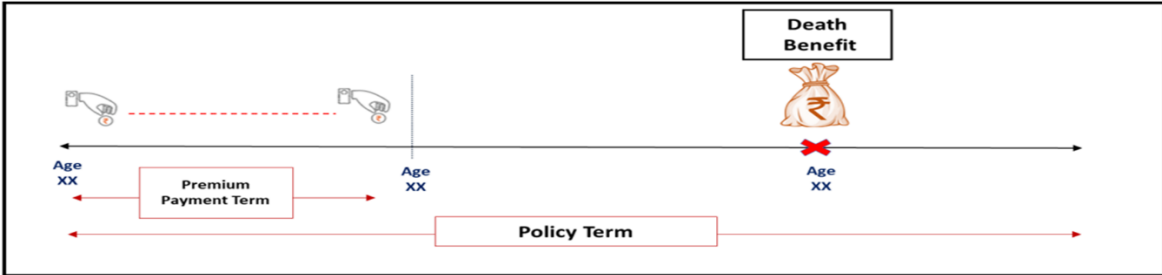 Death
Benefit
₹
₹
₹
Age
XX
Age
XX
Age
XX
Premium
Payment Term
Policy Term